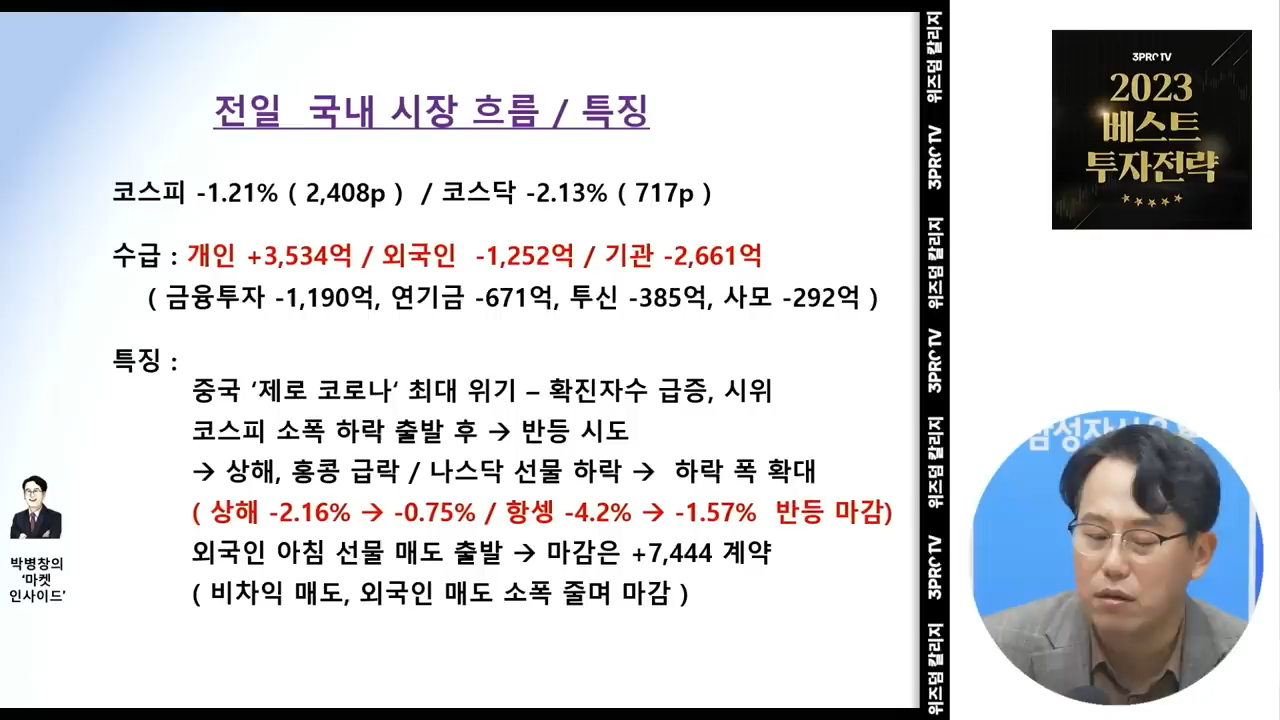 전일 국내 시장 흐름 / 특징
코스피 -1.21% ( 2,408p ) / 코스닥 -2.13% ( 717p )
수급 : 개인 +3,534억 / 외국인 -1,252억 / 기관 -2,661억
( 금융투자 -1,190억, 연기금 -671억, 투신 -385억, 사모 -292억 )
특징 :
중국 ‘제로 코로나‘ 최대 위기 – 확진자수 급증, 시위
코스피 소폭 하락 출발 후 → 반등 시도
→ 상해, 홍콩 급락 / 나스닥 선물 하락 → 하락 폭 확대
( 상해 -2.16% → -0.75% / 항셍 -4.2% → -1.57% 반등 마감)
외국인 아침 선물 매도 출발 → 마감은 +7,444 계약
( 비차익 매도, 외국인 매도 소폭 줄며 마감 )
박병창의
‘마켓
인사이드’
위즈덤 칼리지
3PROTV
위즈덤 칼리지
3PROTV
위즈덤 칼리지
3PROTV
위즈덤 칼리지
3PROTV
2023
베스트
투자전략